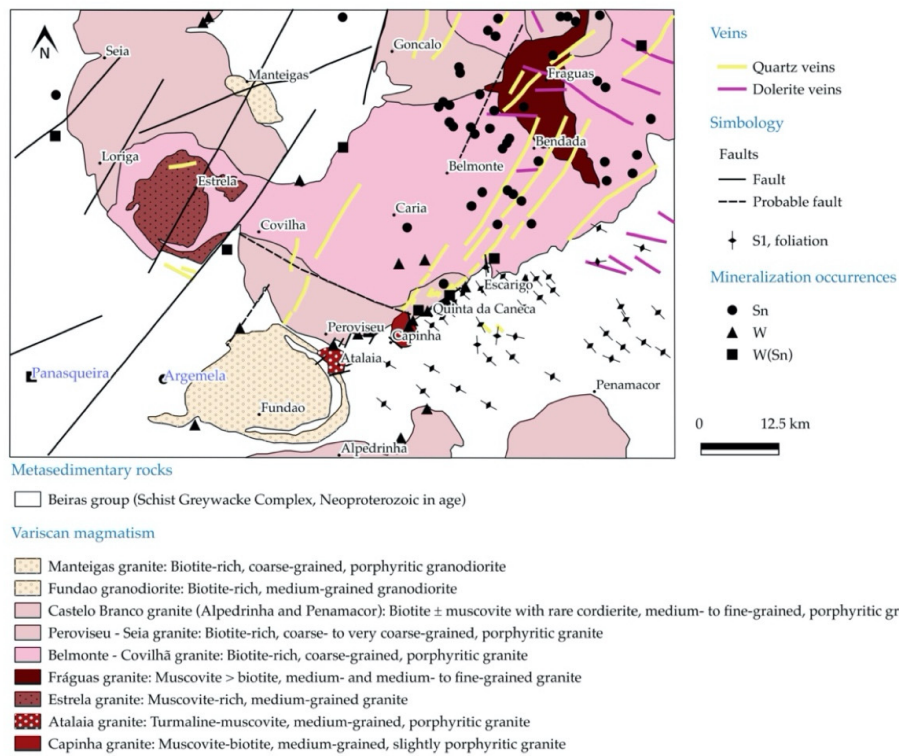 N
Seia
Manteigas
Goncalo
Fráguas
Loriga
Estrela
Bendada
Belmonte
Covilha
Caria
Escarigo
Quinta da Caneca
Peroviseu
Capinha
Atalaia
Panasqueira
Argemela
Fundao
Penamacor
Alpedrinha
Veins
Quartz veins
Dolerite veins
Simbology
Faults
Fault
Probable fault
S1, foliation
Mineralization occurrences
Sn
W
W(Sn)
0 12.5 km
Metasedimentary rocks
Beiras group (Schist Greywacke Complex, Neoproterozoic in age)
Variscan magmatism
Manteigas granite: Biotite-rich, coarse-grained, porphyritic granodiorite
Fundao granodiorite: Biotite-rich, medium-grained granodiorite
Castelo Branco granite (Alpedrinha and Penamacor): Biotite ± muscovite with rare cordierite, medium- to fine-grained, porphyritic gr
Peroviseu - Seia granite: Biotite-rich, coarse- to very coarse-grained, porphyritic granite
Belmonte - Covilhã granite: Biotite-rich, coarse-grained, porphyritic granite
Fráguas granite: Muscovite > biotite, medium- and medium- to fine-grained granite
Estrela granite: Muscovite-rich, medium-grained granite
Atalaia granite: Turmaline-muscovite, medium-grained, porphyritic granite
Capinha granite: Muscovite-biotite, medium-grained, slightly porphyritic granite